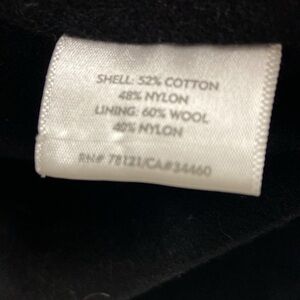 SHELL: 52% COTTON
48% NYLON
LINING: 60% WOOL
40% NYLON
RN# 78121/CA#34460